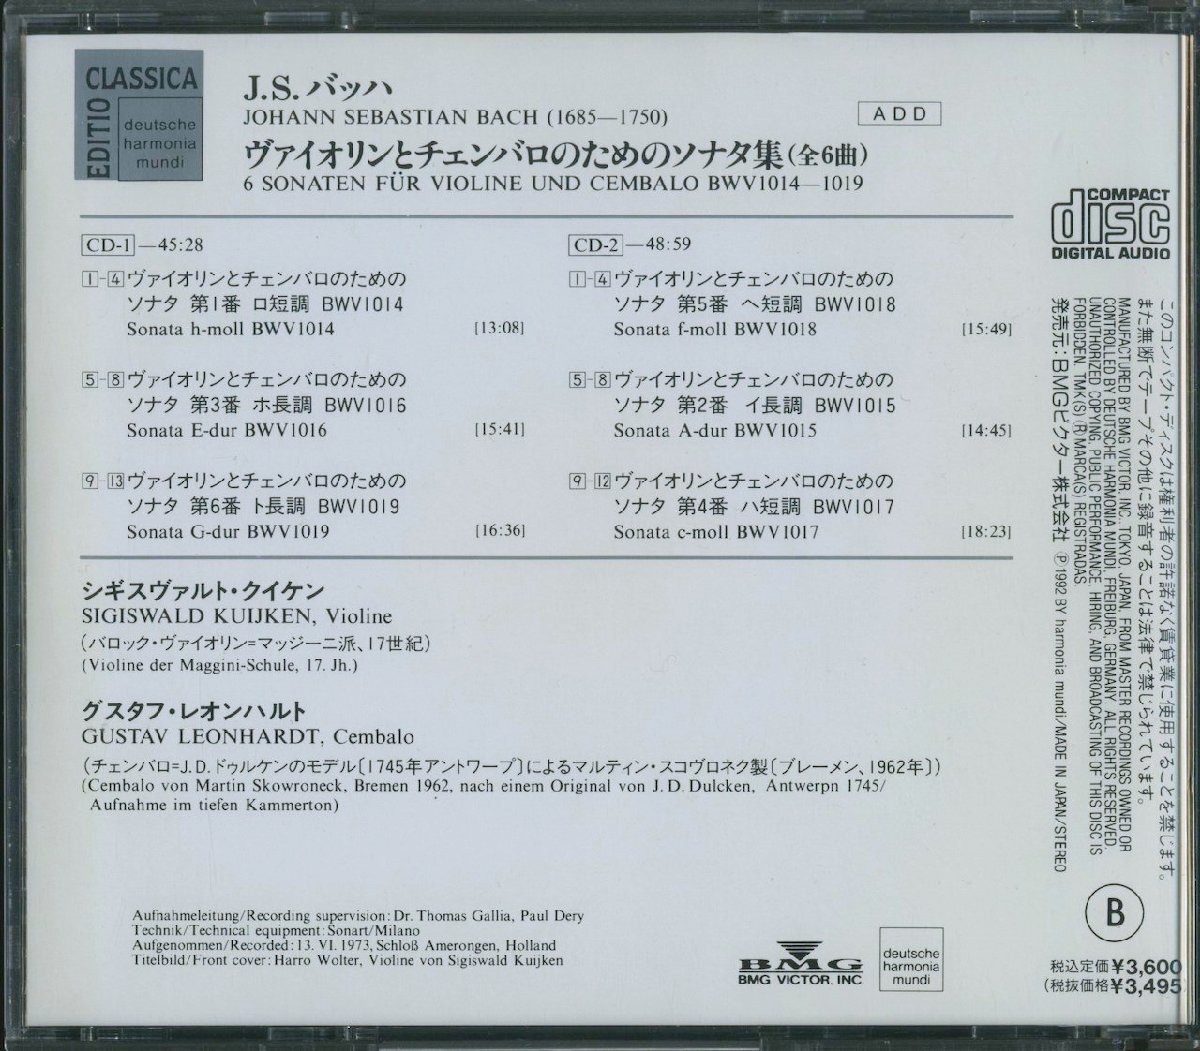 EDITIO
CLASSICA
deutsche
harmonia
mundi
J.S.バッハ
JOHANN SEBASTIAN BACH (1685—1750)
ADD
ヴァイオリンとチェンバロのためのソナタ集(全6曲)
6 SONATEN FÜR VIOLINE UND CEMBALO BWV1014—1019
CD-1—45:28
1-4 ヴァイオリンとチェンバロのための
ソナタ 第1番 ロ短調 BWV1014
Sonata h-moll BWV1014 [13:08]
5-8 ヴァイオリンとチェンバロのための
ソナタ 第3番 ホ長調 BWV1016
Sonata E-dur BWV1016 [15:41]
9-13 ヴァイオリンとチェンバロのための
ソナタ 第6番 ト長調 BWV1019
Sonata G-dur BWV1019 [16:36]
CD-2—48:59
1-4 ヴァイオリンとチェンバロのための
ソナタ 第5番 ヘ短調 BWV1018
Sonata f-moll BWV1018 [15:49]
5-8 ヴァイオリンとチェンバロのための
ソナタ 第2番 イ長調 BWV1015
Sonata A-dur BWV1015 [14:45]
9-12 ヴァイオリンとチェンバロのための
ソナタ 第4番 ハ短調 BWV1017
Sonata c-moll BWV1017 [18:23]
シギスヴァルト・クイケン
SIGISWALD KUIJKEN, Violine
(バロック・ヴァイオリン=マッジーニ派、17世紀)
(Violine der Maggini-Schule, 17. Jh.)
グスタフ・レオンハルト
GUSTAV LEONHARDT, Cembalo
(チェンバロ=J.D.ドゥルケンのモデル〔1745年アントワープ〕によるマルティン・スコヴロネク製〔ブレーメン、1962年〕)
(Cembalo von Martin Skowroneck, Bremen 1962, nach einem Original von J.D. Dulcken, Antwerpn 1745/
Aufnahme im tiefen Kammerton)
Aufnahmeleitung/Recording supervision: Dr. Thomas Gallia, Paul Dery
Technik/Technical equipment: Sonart/Milano
Aufgenommen/Recorded: 13. VI. 1973, Schloß Amerongen, Holland
Titelbild/Front cover: Harro Wolter, Violine von Sigiswald Kuijken
BMG
BMG VICTOR, INC.
deutsche
harmonia
mundi
COMPACT
disc
DIGITAL AUDIO
このコンパクト・ディスクは権利者の許諾なく賃貸業に使用することを禁じます。
また無断でテープその他に録音することは法律で禁じられています。
MANUFACTURED BY BMG VICTOR, INC., TOKYO, JAPAN, FROM MASTER RECORDINGS OWNED OR
CONTROLLED BY DEUTSCHE HARMONIA MUNDI, FREIBURG, GERMANY. ALL RIGHTS RESERVED.
UNAUTHORIZED COPYING, PUBLIC PERFORMANCE, HIRING, AND BROADCASTING OF THIS DISC IS
FORBIDDEN. TMK(S) ® MARCA(S) REGISTRADAS.
発売元:BMGビクター株式会社 ℗1992 BY harmonia mundi/MADE IN JAPAN/STEREO
B
税込定価¥3,600
(税抜価格¥3,495